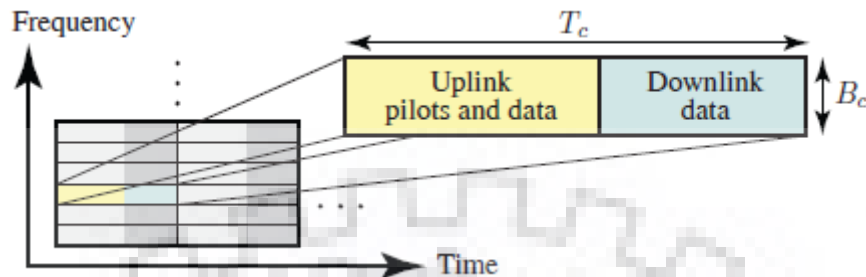 Frequency
T_c
Uplink
pilots and data
Downlink
data
B_c
Time